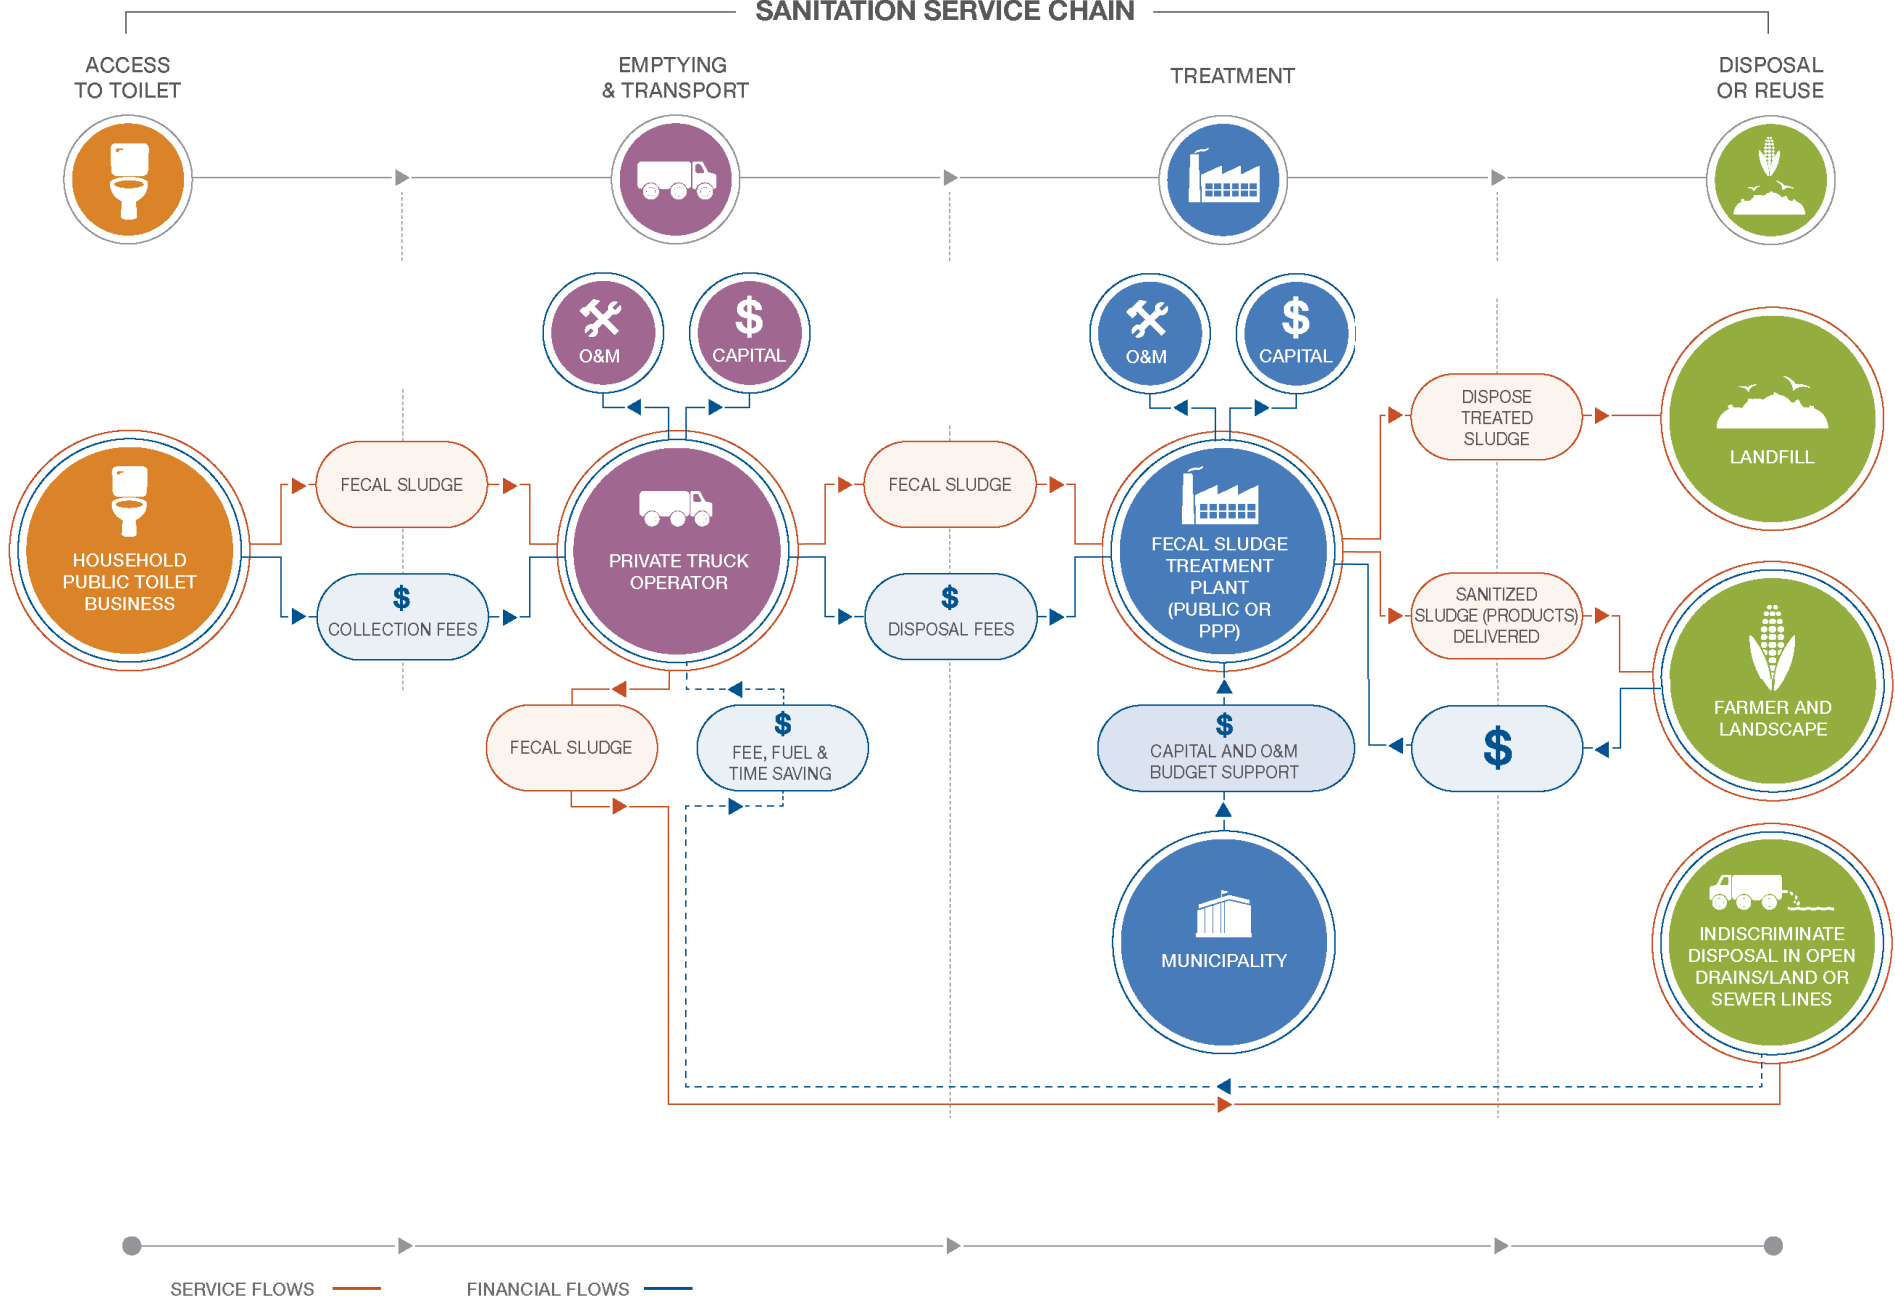 SANITATION SERVICE CHAIN
ACCESS
TO TOILET
EMPTYING
& TRANSPORT
TREATMENT
DISPOSAL
OR REUSE
O&M
$
CAPITAL
O&M
$
CAPITAL
DISPOSE
TREATED
SLUDGE
LANDFILL
HOUSEHOLD
PUBLIC TOILET
BUSINESS
FECAL SLUDGE
$
COLLECTION FEES
PRIVATE TRUCK
OPERATOR
FECAL SLUDGE
$
DISPOSAL FEES
FECAL SLUDGE
TREATMENT
PLANT
(PUBLIC OR
PPP)
SANITIZED
SLUDGE (PRODUCTS)
DELIVERED
$
FARMER AND
LANDSCAPE
FECAL SLUDGE
$
FEE, FUEL &
TIME SAVING
$
CAPITAL AND O&M
BUDGET SUPPORT
MUNICIPALITY
INDISCRIMINATE
DISPOSAL IN OPEN
DRAINS/LAND OR
SEWER LINES
SERVICE FLOWS
FINANCIAL FLOWS